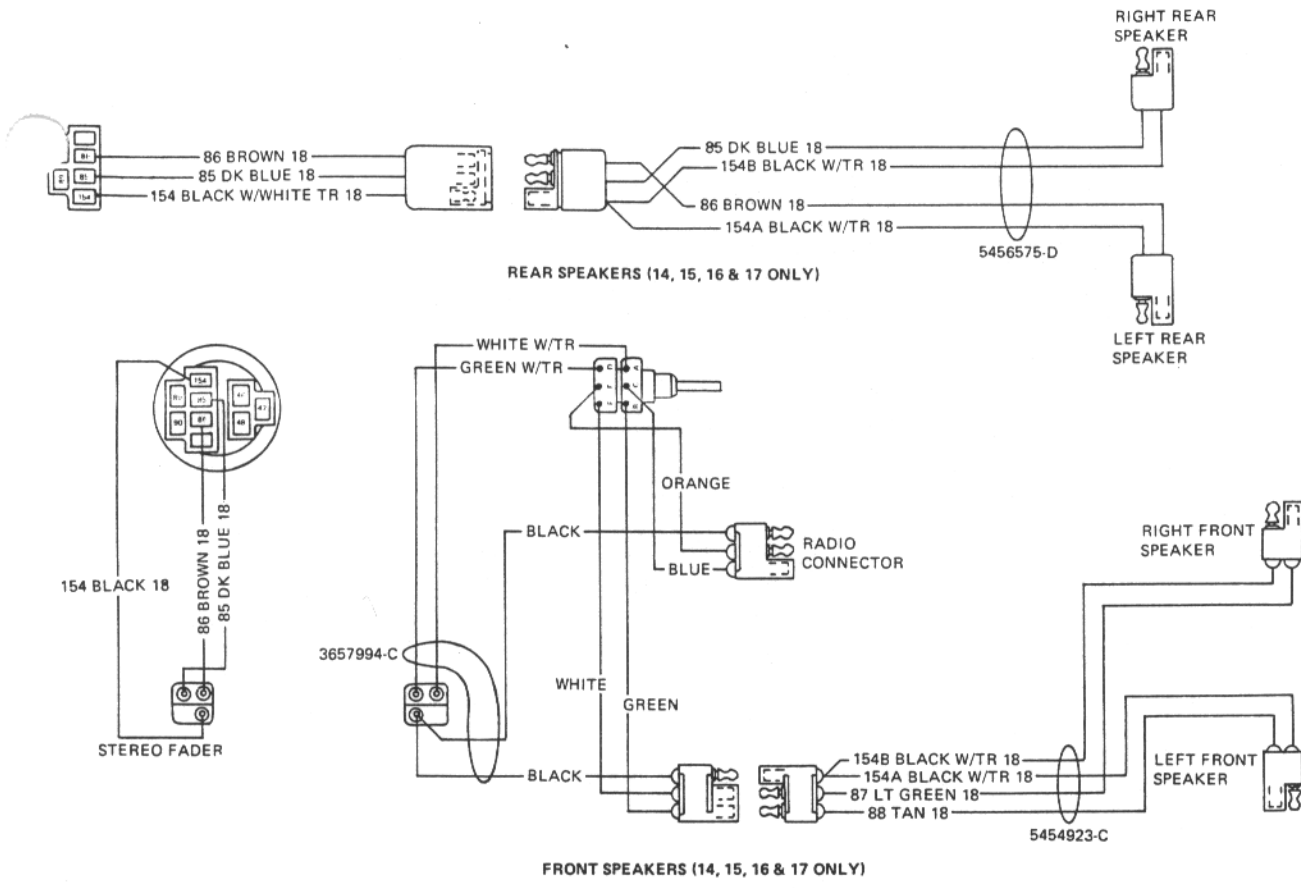 RIGHT REAR
SPEAKER
86 BROWN 18
85 DK BLUE 18
154 BLACK W/WHITE TR 18
154
85 DK BLUE 18
154B BLACK W/TR 18
86 BROWN 18
154A BLACK W/TR 18
5456575-D
REAR SPEAKERS (14, 15, 16 & 17 ONLY)
LEFT REAR
SPEAKER
154
90
154 BLACK 18
86 BROWN 18
85 DK BLUE 18
STEREO FADER
WHITE W/TR
GREEN W/TR
ORANGE
BLACK
BLUE
RADIO
CONNECTOR
3657994-C
WHITE
GREEN
BLACK
RIGHT FRONT
SPEAKER
154B BLACK W/TR 18
154A BLACK W/TR 18
87 LT GREEN 18
88 TAN 18
5454923-C
LEFT FRONT
SPEAKER
FRONT SPEAKERS (14, 15, 16 & 17 ONLY)